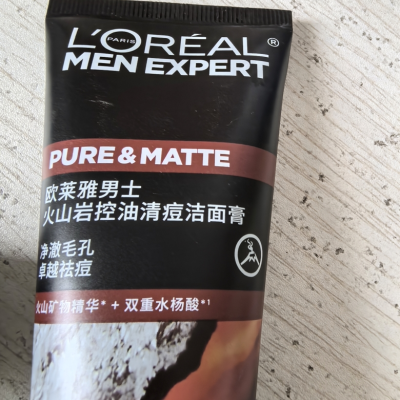 L'ORÉAL®
PARIS
MEN EXPERT
PURE & MATTE
欧莱雅男士
火山岩控油清痘洁面膏
净澈毛孔
卓越祛痘
火山矿物精华* + 双重水杨酸*¹